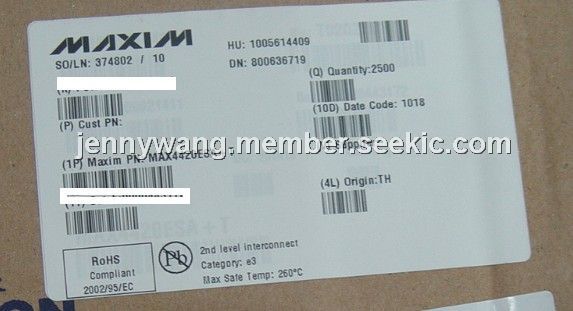 MAXIM
SO/LN: 374802 / 10
HU: 1005614409
DN: 800636719
(Q) Quantity:2500
(P) Cust PN:
(10D) Date Code: 1018
jennywang.member.seekic.com
(1P) Maxim PN:
(4L) Origin:TH
RoHS
Compliant
2002/95/EC
Pb
2nd level interconnect
Category: e3
Max Safe Temp: 260°C